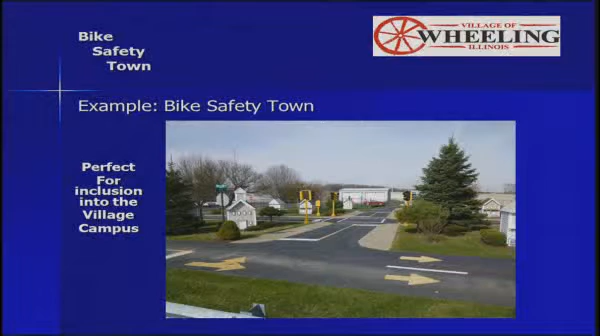 Bike
Safety
Town
VILLAGE OF
WHEELING
ILLINOIS
Example: Bike Safety Town
Perfect
For
inclusion
into the
Village
Campus